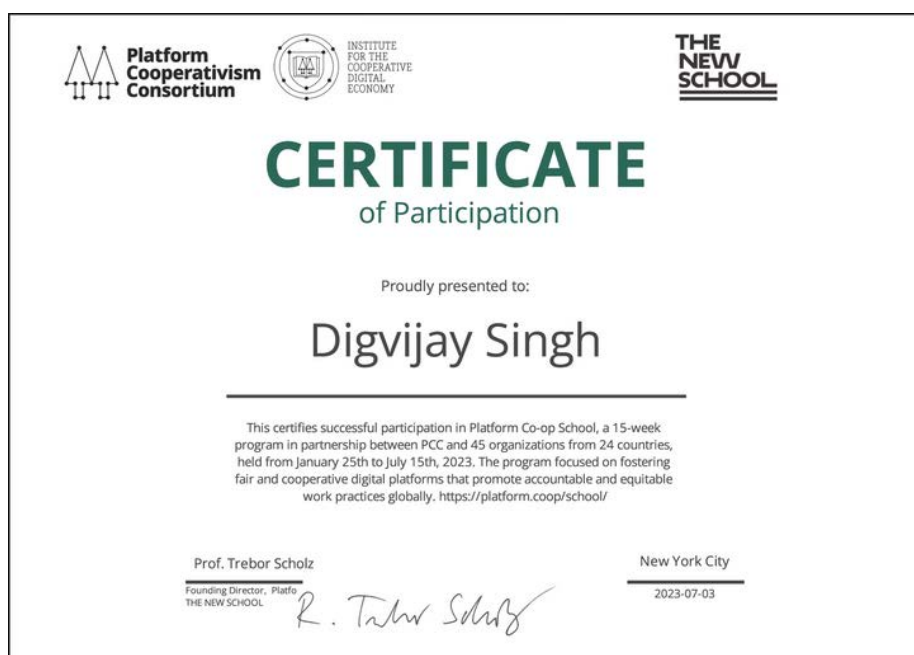 Platform
Cooperativism
Consortium
INSTITUTE
FOR THE
COOPERATIVE
DIGITAL
ECONOMY
THE
NEW
SCHOOL
CERTIFICATE
of Participation
Proudly presented to:
Digvijay Singh
This certifies successful participation in Platform Co-op School, a 15-week
program in partnership between PCC and 45 organizations from 24 countries,
held from January 25th to July 15th, 2023. The program focused on fostering
fair and cooperative digital platforms that promote accountable and equitable
work practices globally. https://platform.coop/school/
Prof. Trebor Scholz
Founding Director, Platfo
THE NEW SCHOOL
R. Trebor Scholz
New York City
2023-07-03